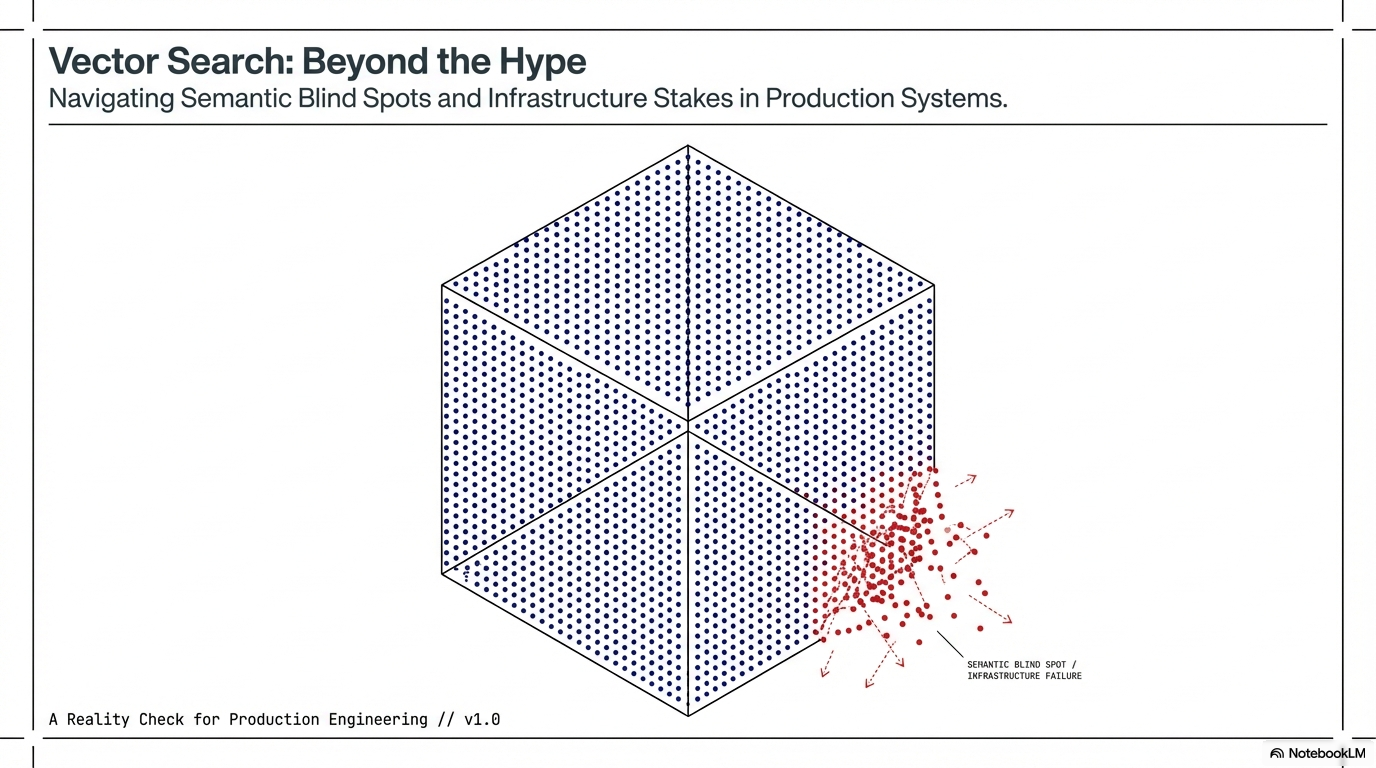 Vector Search: Beyond the Hype
Navigating Semantic Blind Spots and Infrastructure Stakes in Production Systems.
SEMANTIC BLIND SPOT /
INFRASTRUCTURE FAILURE
A Reality Check for Production Engineering // v1.0
NotebookLM